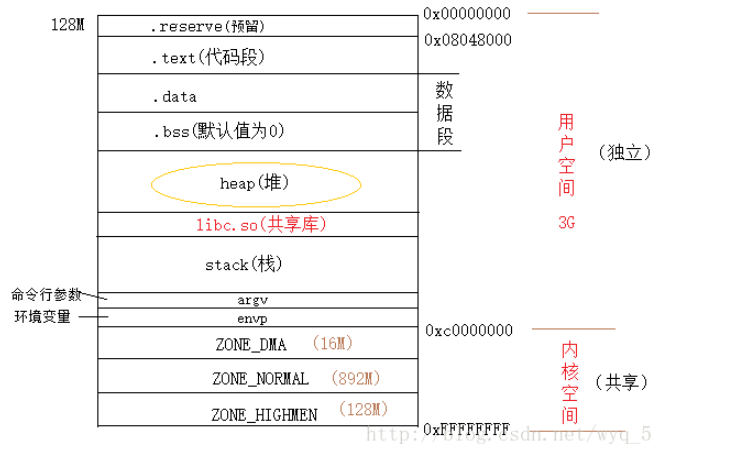 128M
.reserve(预留)
0x00000000
0x08048000
.text(代码段)
.data
.bss(默认值为0)
数据段
heap(堆)
libc.so(共享库)
stack(栈)
命令行参数
argv
环境变量
envp
用户空间
3G
(独立)
0xc0000000
ZONE_DMA (16M)
ZONE_NORMAL (892M)
ZONE_HIGHMEN (128M)
内核空间
(共享)
0xFFFFFFFF
http://blog.csdn.net/wyq_5